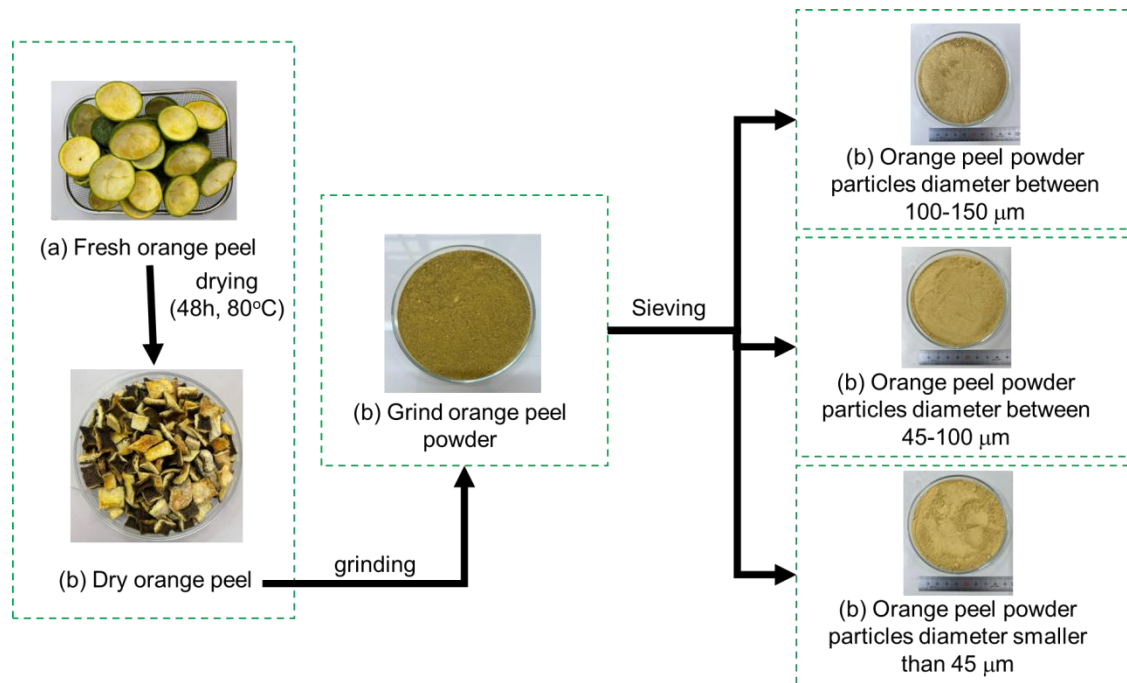 (a) Fresh orange peel
drying
(48h, 80°C)
(b) Dry orange peel
grinding
(b) Grind orange peel
powder
Sieving
(b) Orange peel powder
particles diameter between
100-150 μm
(b) Orange peel powder
particles diameter between
45-100 μm
(b) Orange peel powder
particles diameter smaller
than 45 μm